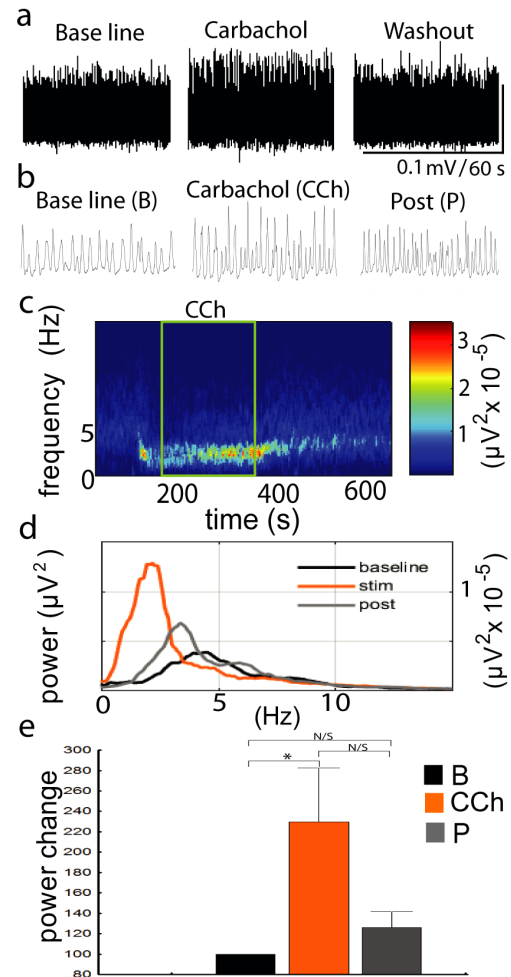 a
Base line Carbachol Washout
0.1 mV/60 s
b
Base line (B) Carbachol (CCh) Post (P)
c
CCh
frequency (Hz)
5
0
200 400 600
time (s)
3
2
1
(µV² x 10⁻⁵)
d
power (µV²)
baseline
stim
post
1
(µV² x 10⁻⁵)
0 5 10
(Hz)
e
power change
300
280
260
240
220
200
180
160
140
120
100
80
N/S
* N/S
B
CCh
P